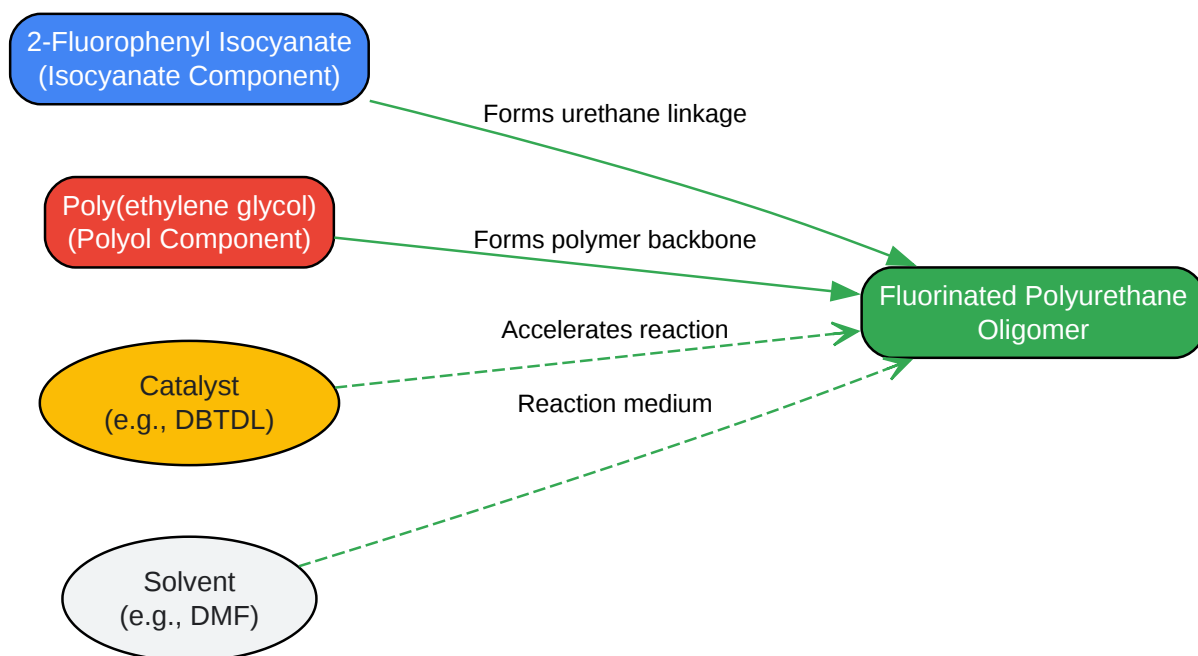 2-Fluorophenyl Isocyanate
(Isocyanate Component)
Forms urethane linkage
Poly(ethylene glycol)
(Polyol Component)
Forms polymer backbone
Fluorinated Polyurethane
Oligomer
Accelerates reaction
Catalyst
(e.g., DBTDL)
Reaction medium
Solvent
(e.g., DMF)